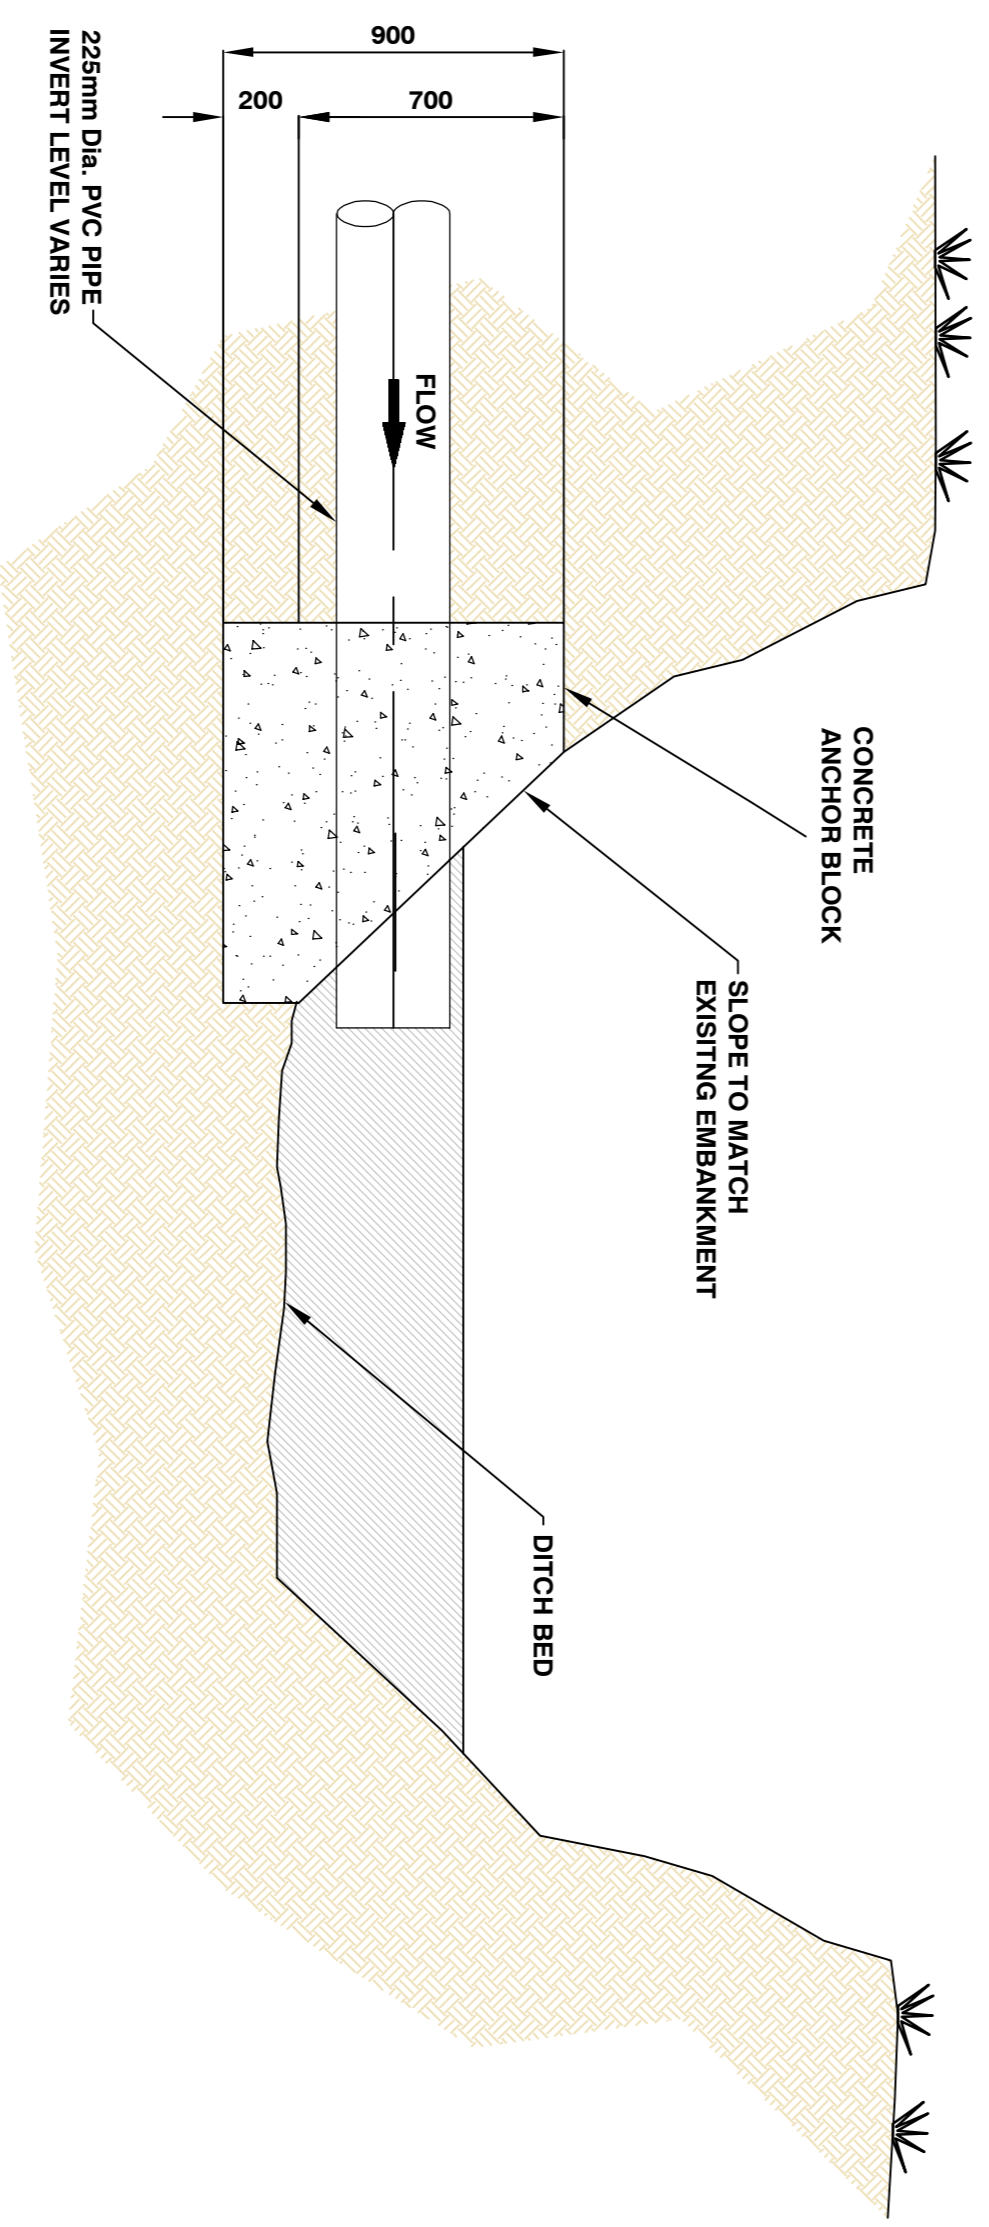 CONCRETE
ANCHOR BLOCK
SLOPE TO MATCH
EXISITNG EMBANKMENT
DITCH BED
FLOW
900
700
200
225mm Dia. PVC PIPE
INVERT LEVEL VARIES